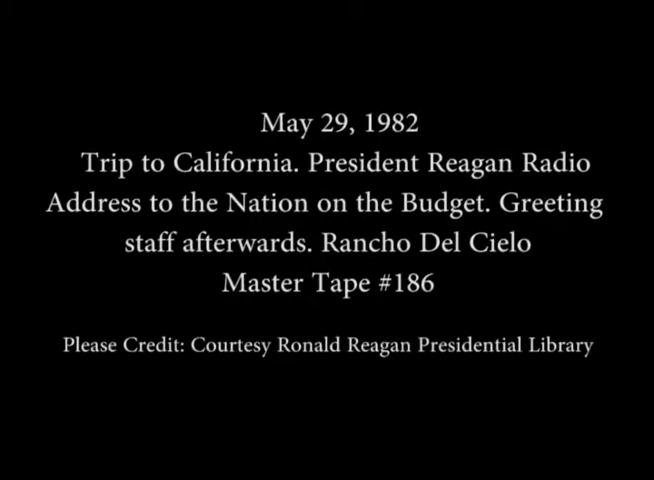 May 29, 1982
Trip to California. President Reagan Radio
Address to the Nation on the Budget. Greeting
staff afterwards. Rancho Del Cielo
Master Tape #186
Please Credit: Courtesy Ronald Reagan Presidential Library